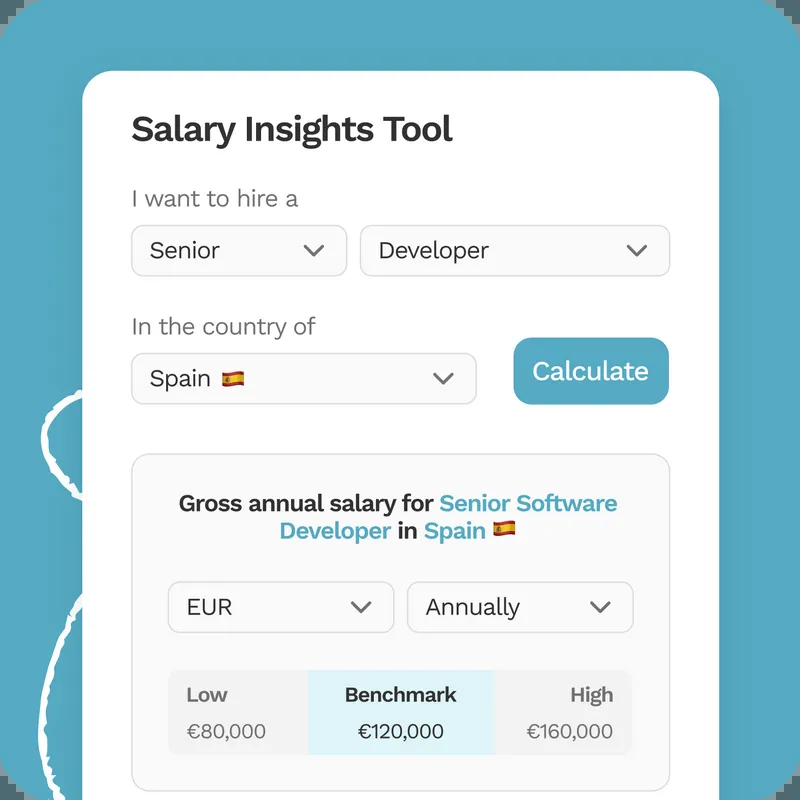 Salary Insights Tool
I want to hire a
Senior
Developer
In the country of
Spain 🇪🇸
Calculate
Gross annual salary for Senior Software
Developer in Spain 🇪🇸
EUR
Annually
Low
Benchmark
High
€80,000
€120,000
€160,000